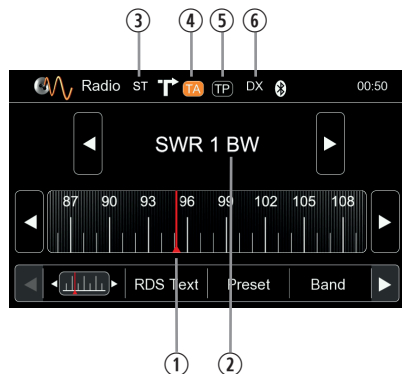 ③ ④ ⑤ ⑥
Radio ST TA TP DX 00:50
SWR 1 BW
87 90 93 96 99 102 105 108
RDS Text Preset Band
① ②